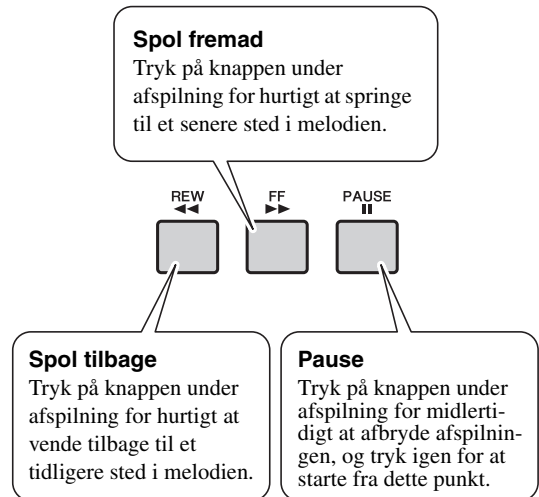 Spol fremad
Tryk på knappen under
afspilning for hurtigt at springe
til et senere sted i melodien.
REW
FF
PAUSE
Spol tilbage
Tryk på knappen under
afspilning for hurtigt at
vende tilbage til et
tidligere sted i melodien.
Pause
Tryk på knappen under
afspilning for midlerti-
digt at afbryde afspilnin-
gen, og tryk igen for at
starte fra dette punkt.